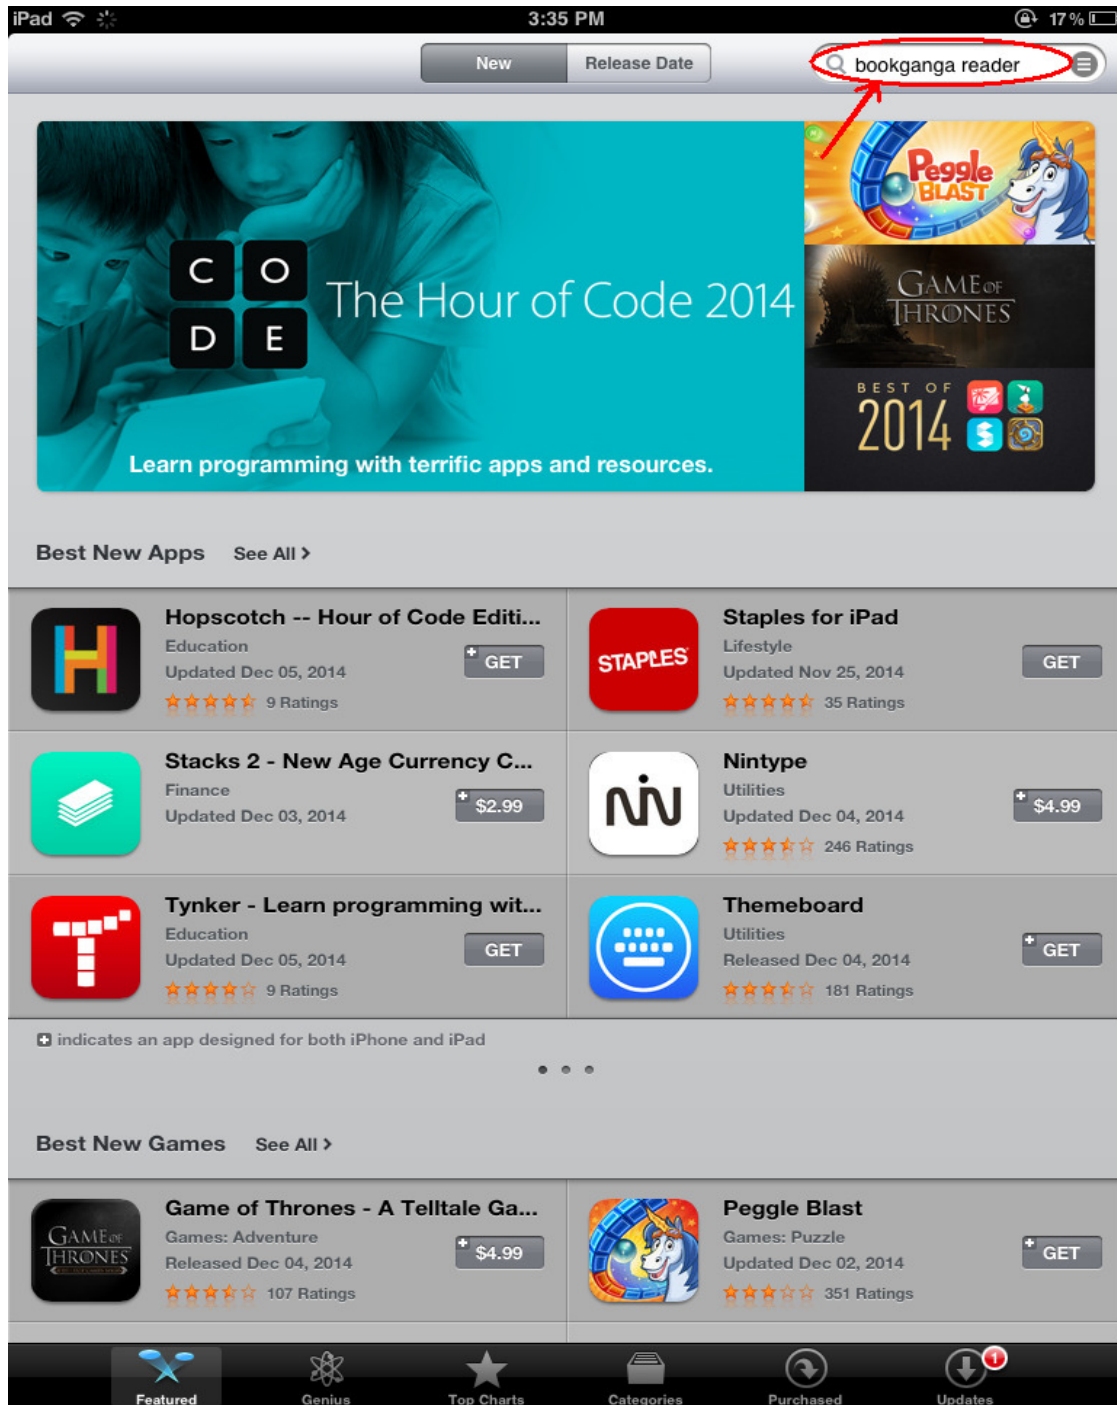 iPad 3:35 PM 17%
New Release Date bookganga reader
C O
D E
The Hour of Code 2014
Learn programming with terrific apps and resources.
Peggle
BLAST
GAME OF
THRONES
BEST OF
2014
Best New Apps See All >
Hopscotch -- Hour of Code Editi...
Education
Updated Dec 05, 2014
GET
9 Ratings
STAPLES
Staples for iPad
Lifestyle
Updated Nov 25, 2014
GET
35 Ratings
Stacks 2 - New Age Currency C...
Finance
Updated Dec 03, 2014
$2.99
Nintype
Utilities
Updated Dec 04, 2014
$4.99
246 Ratings
Tynker - Learn programming wit...
Education
Updated Dec 05, 2014
GET
9 Ratings
Themeboard
Utilities
Released Dec 04, 2014
GET
181 Ratings
+ indicates an app designed for both iPhone and iPad
Best New Games See All >
GAME OF
THRONES
Game of Thrones - A Telltale Ga...
Games: Adventure
Released Dec 04, 2014
$4.99
107 Ratings
Peggle Blast
Games: Puzzle
Updated Dec 02, 2014
GET
351 Ratings
Featured Genius Top Charts Categories Purchased Updates 1